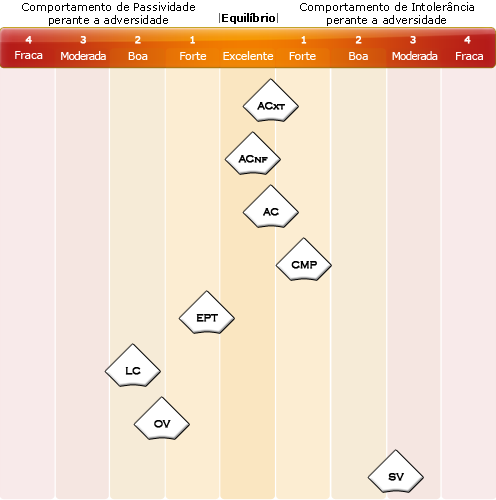 Comportamento de Passividade
perante a adversidade
|Equilíbrio|
Comportamento de Intolerância
perante a adversidade
4 3 2 1 1 2 3 4
Fraca Moderada Boa Forte Excelente Forte Boa Moderada Fraca
ACXT
ACNF
AC
CMP
EPT
LC
OV
SV